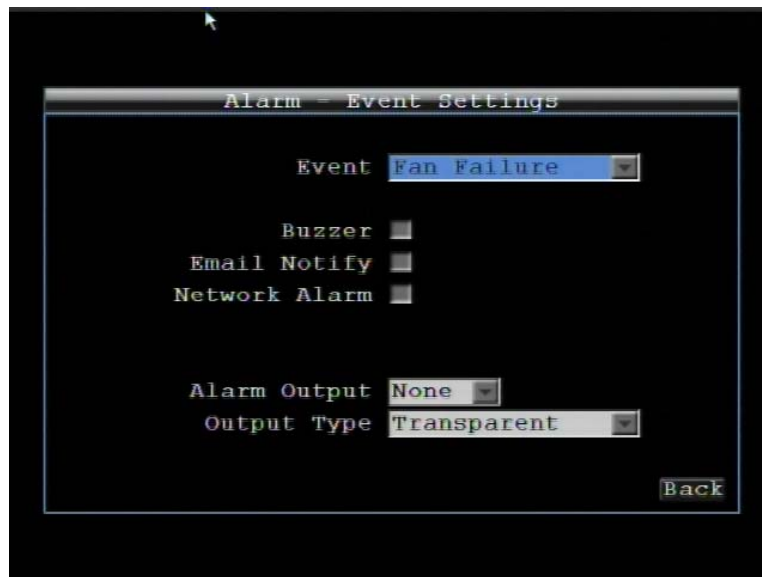 Alarm - Event Settings
Event Fan Failure
Buzzer
Email Notify
Network Alarm
Alarm Output None
Output Type Transparent
Back